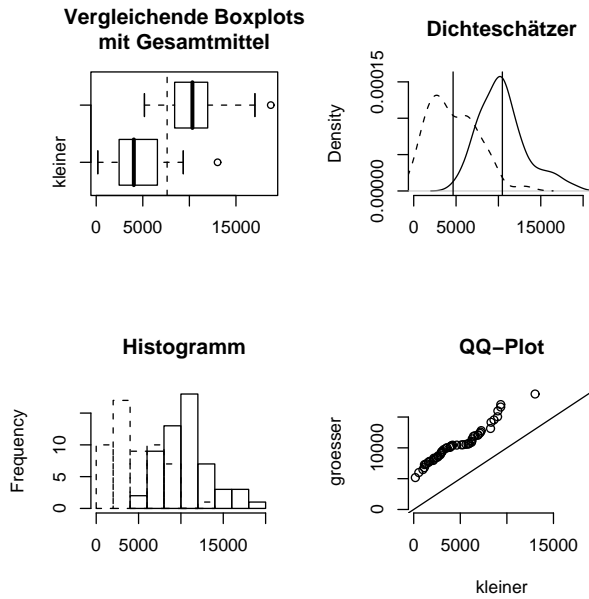 Vergleichende Boxplots
mit Gesamtmittel
kleiner
0 5000 15000
Dichteschätzer
Density
0.00000 0.00015
0 5000 15000
Histogramm
Frequency
0 5 10
0 5000 15000
QQ−Plot
groesser
0 10000
0 5000 15000
kleiner